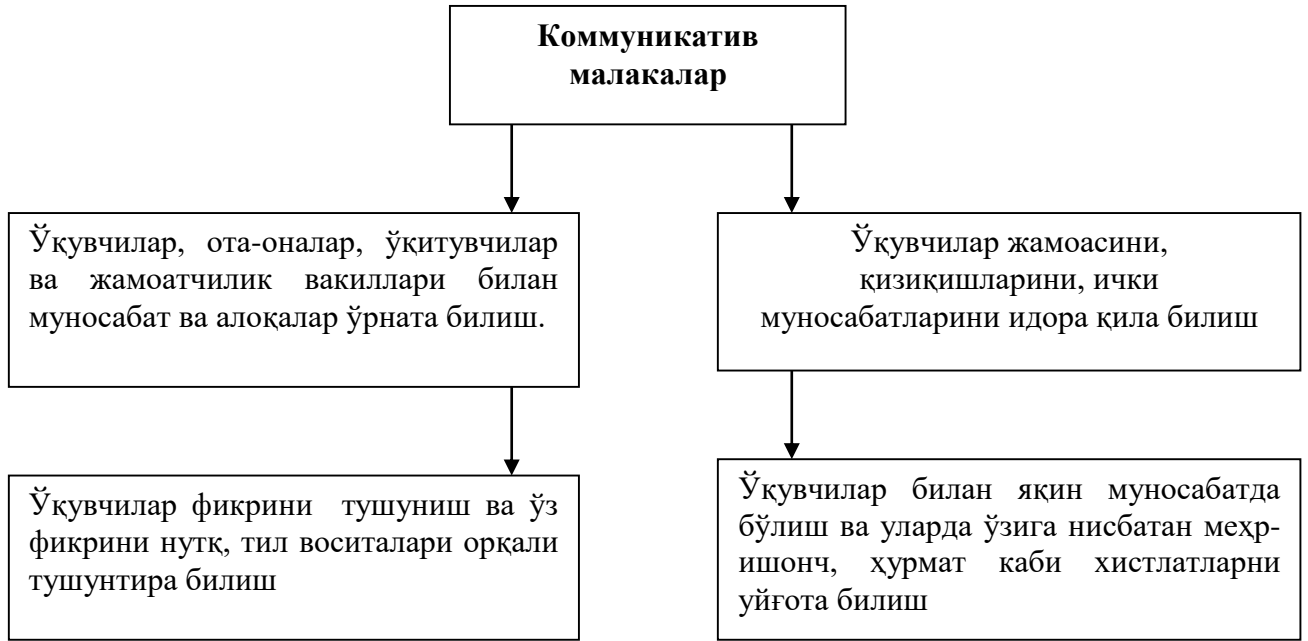 Коммуникатив
малакалар
Ўқувчилар, ота-оналар, ўқитувчилар
ва жамоатчилик вакиллари билан
муносабат ва алоқалар ўрната билиш.
Ўқувчилар жамоасини,
қизиқишларини, ички
муносабатларини идора қила билиш
Ўқувчилар фикрини тушуниш ва ўз
фикрини нутқ, тил воситалари орқали
тушунтира билиш
Ўқувчилар билан яқин муносабатда
бўлиш ва уларда ўзига нисбатан меҳр-
ишонч, ҳурмат каби хистлатларни
уйғота билиш